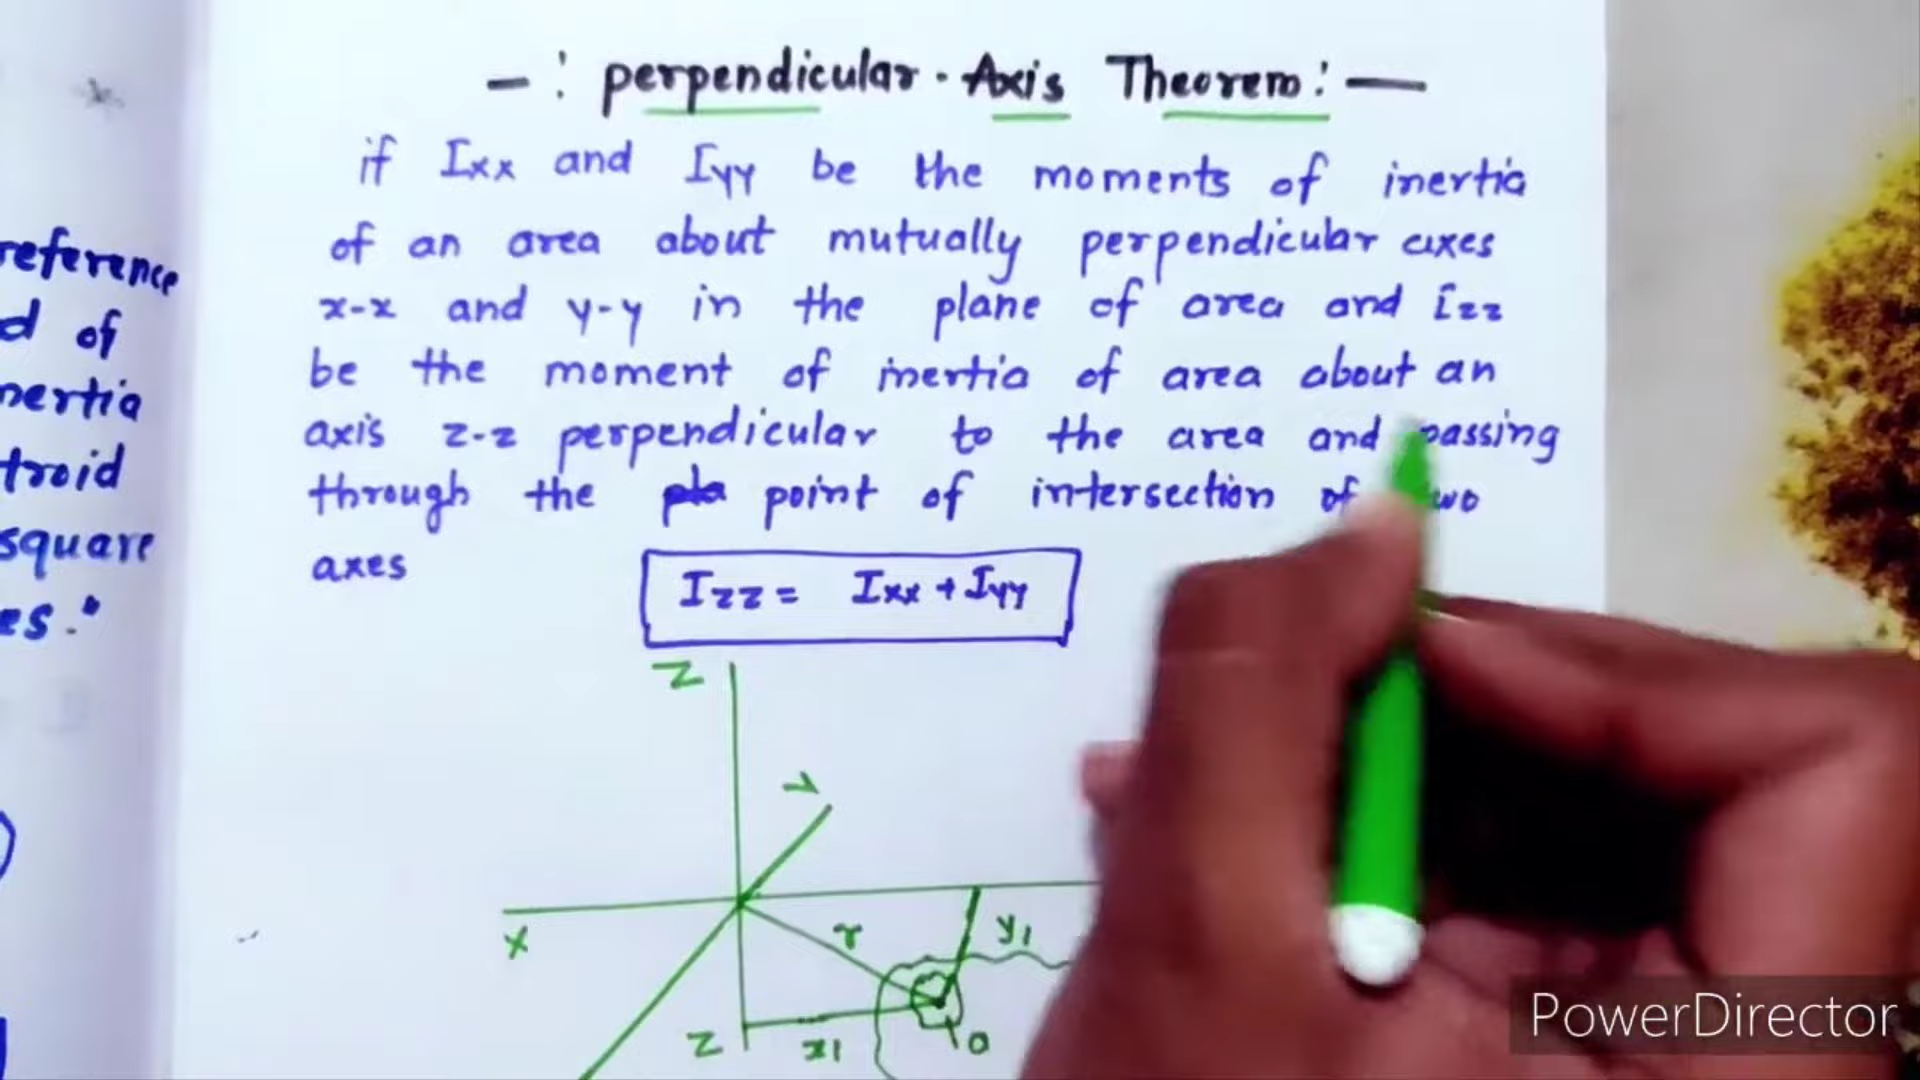 -: perpendicular. Axis Theorem: -
if Ixx and Iyy be the moments of inertia
of an area about mutually perpendicular axes
x-x and y-y in the plane of area and Izz
be the moment of inertia of area about an
axis z-z perpendicular to the area and passing
through the point of intersection of two
axes
Izz = Ixx + Iyy
Z
Y
X
r
y1
Z
x1
a
reference
d of
nertia
troid
square
es."
PowerDirector